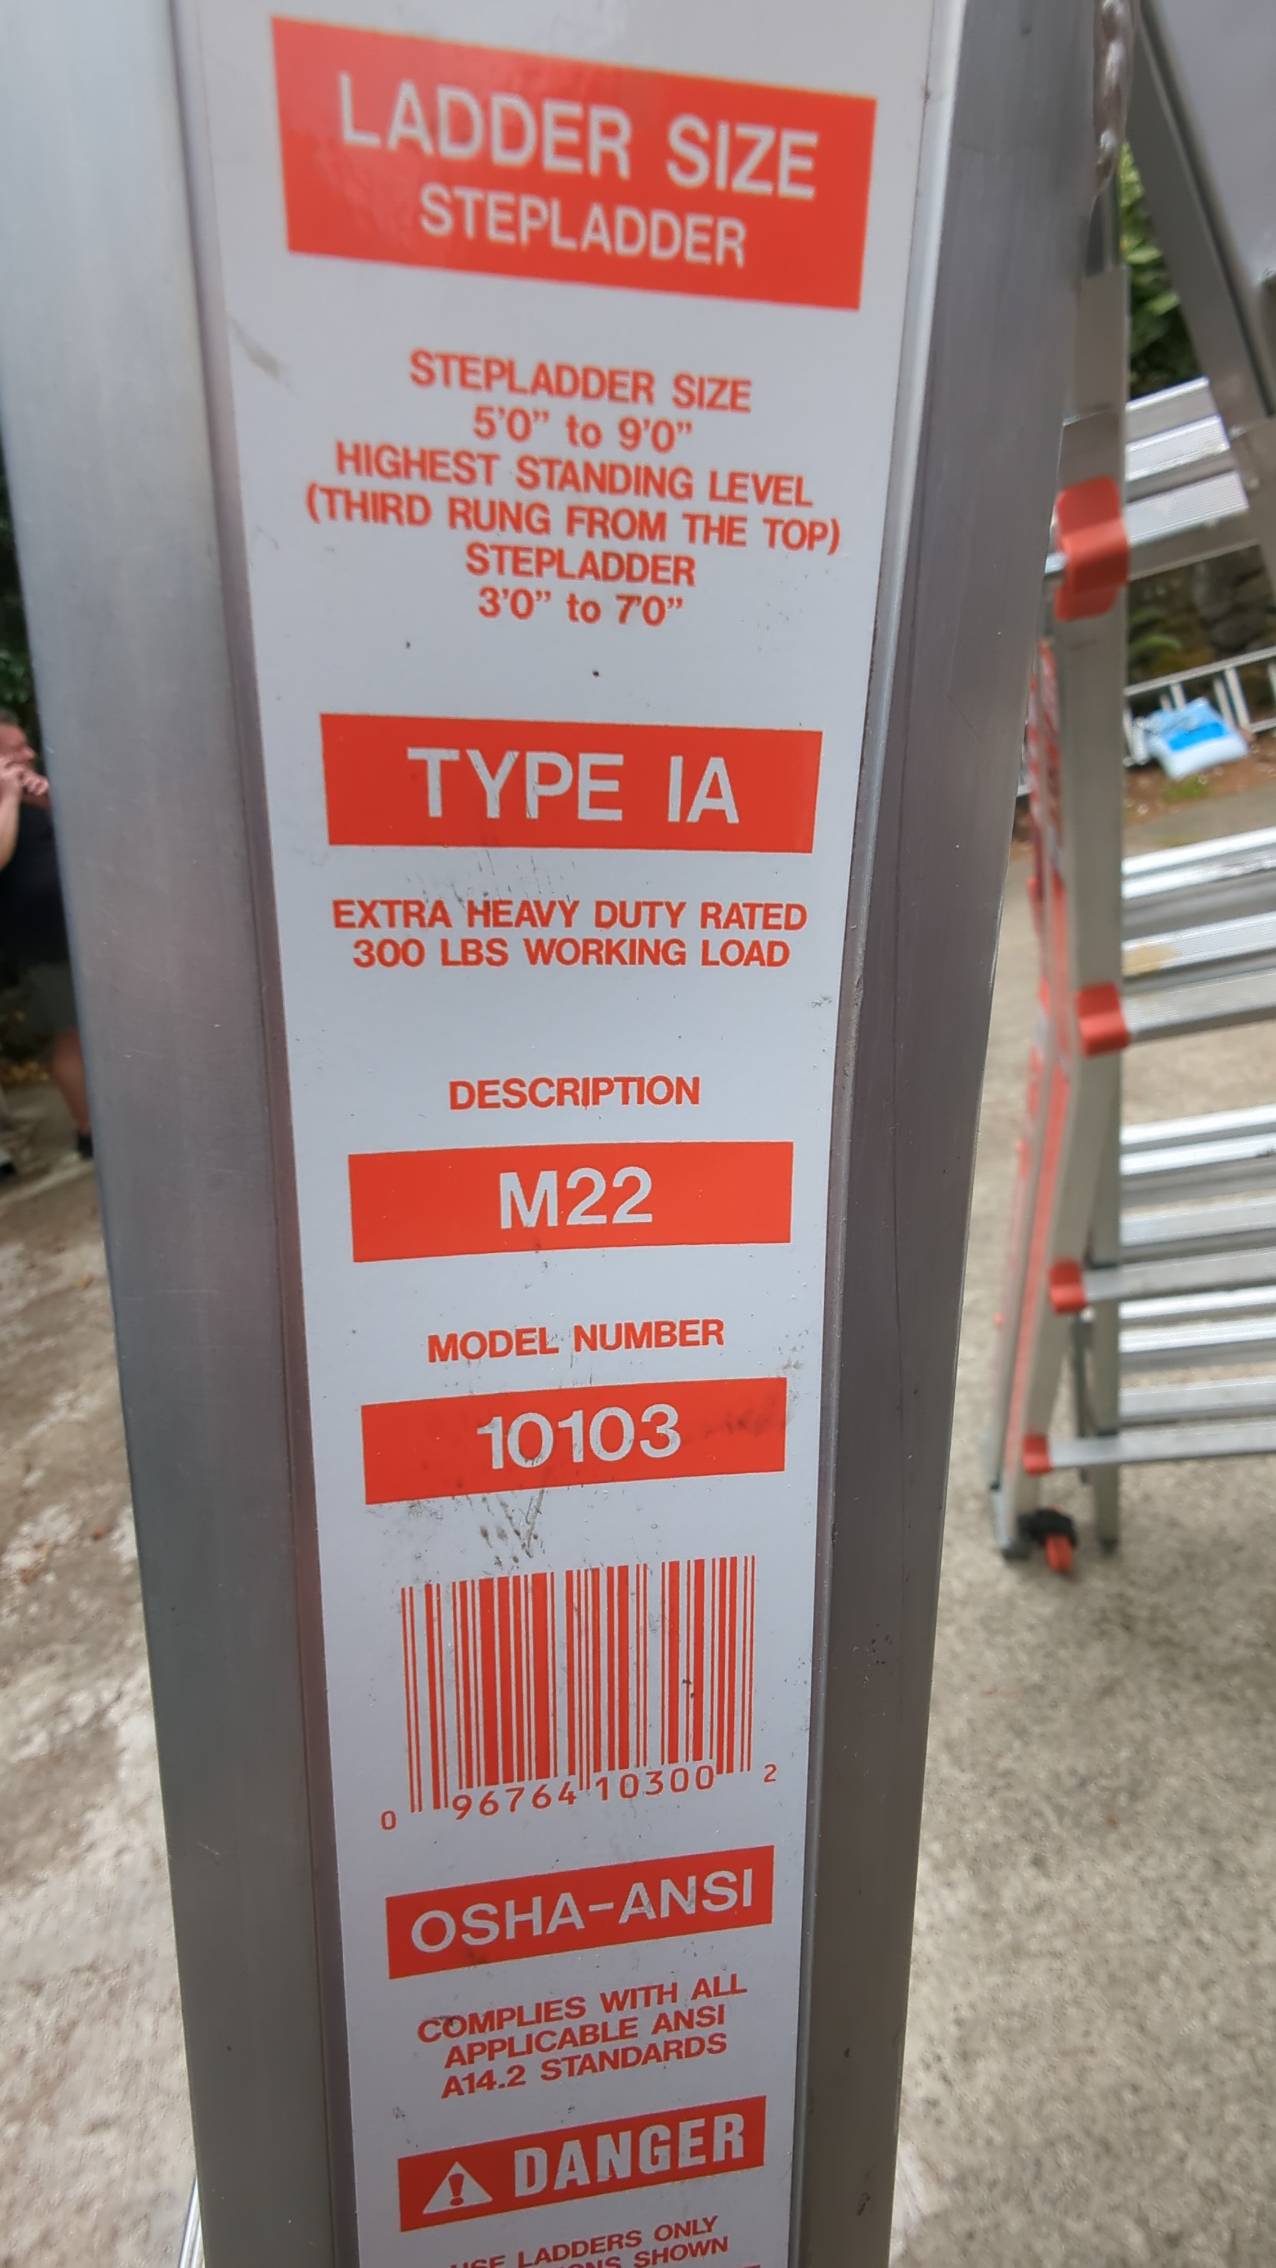 LADDER SIZE
STEPLADDER
STEPLADDER SIZE
5'0” to 9'0”
HIGHEST STANDING LEVEL
(THIRD RUNG FROM THE TOP)
STEPLADDER
3'0” to 7'0”
TYPE IA
EXTRA HEAVY DUTY RATED
300 LBS WORKING LOAD
DESCRIPTION
M22
MODEL NUMBER
10103
0 96764 10300 2
OSHA-ANSI
COMPLIES WITH ALL
APPLICABLE ANSI
A14.2 STANDARDS
DANGER
USE LADDERS ONLY
SHOWN